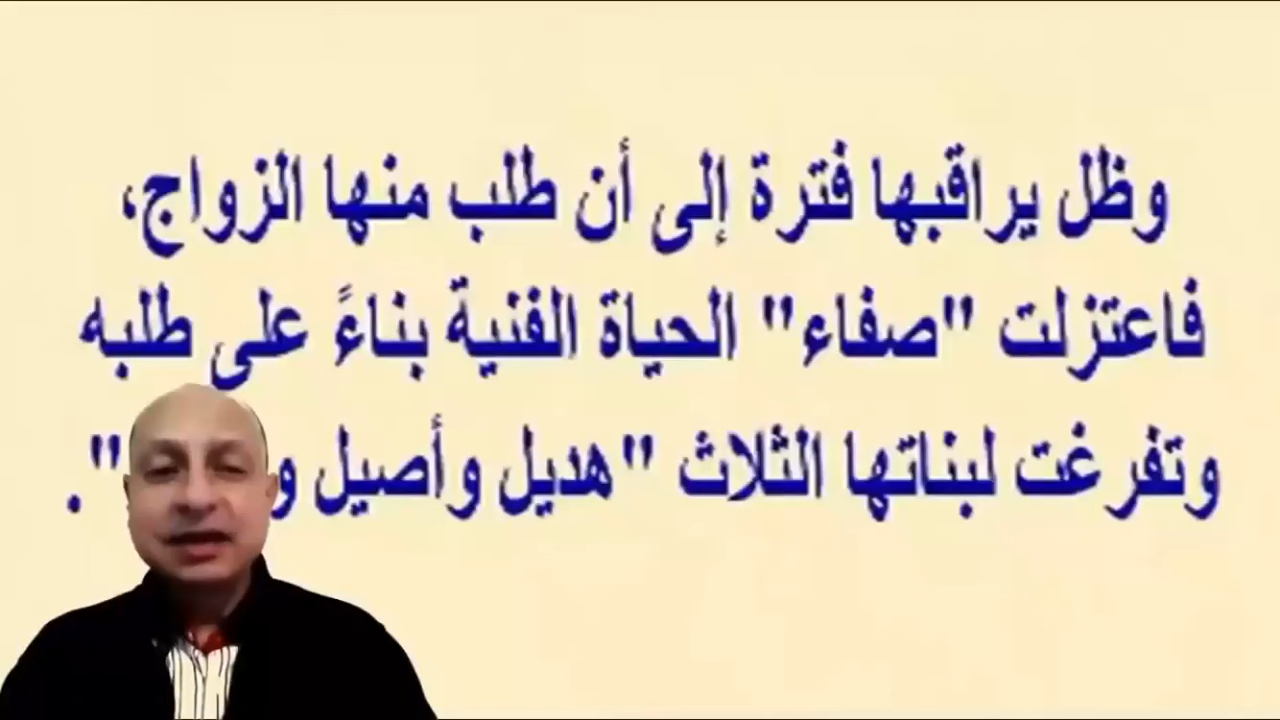 وظل يراقبها فترة إلى أن طلب منها الزواج،
فاعتزلت "صفاء" الحياة الفنية بناءً على طلبه
وتفرغت لبناتها الثلاث "هديل وأصيل و ".